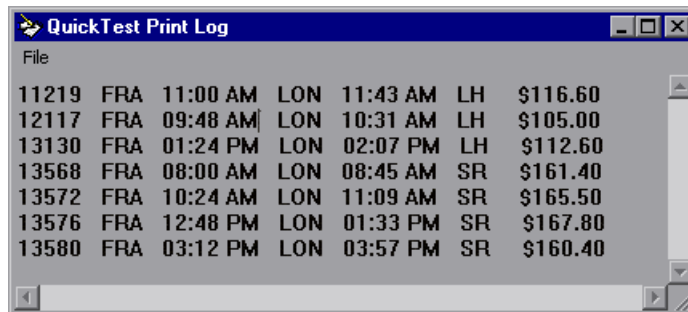 QuickTest Print Log
File
11219 FRA 11:00 AM LON 11:43 AM LH $116.60
12117 FRA 09:48 AM LON 10:31 AM LH $105.00
13130 FRA 01:24 PM LON 02:07 PM LH $112.60
13568 FRA 08:00 AM LON 08:45 AM SR $161.40
13572 FRA 10:24 AM LON 11:09 AM SR $165.50
13576 FRA 12:48 PM LON 01:33 PM SR $167.80
13580 FRA 03:12 PM LON 03:57 PM SR $160.40